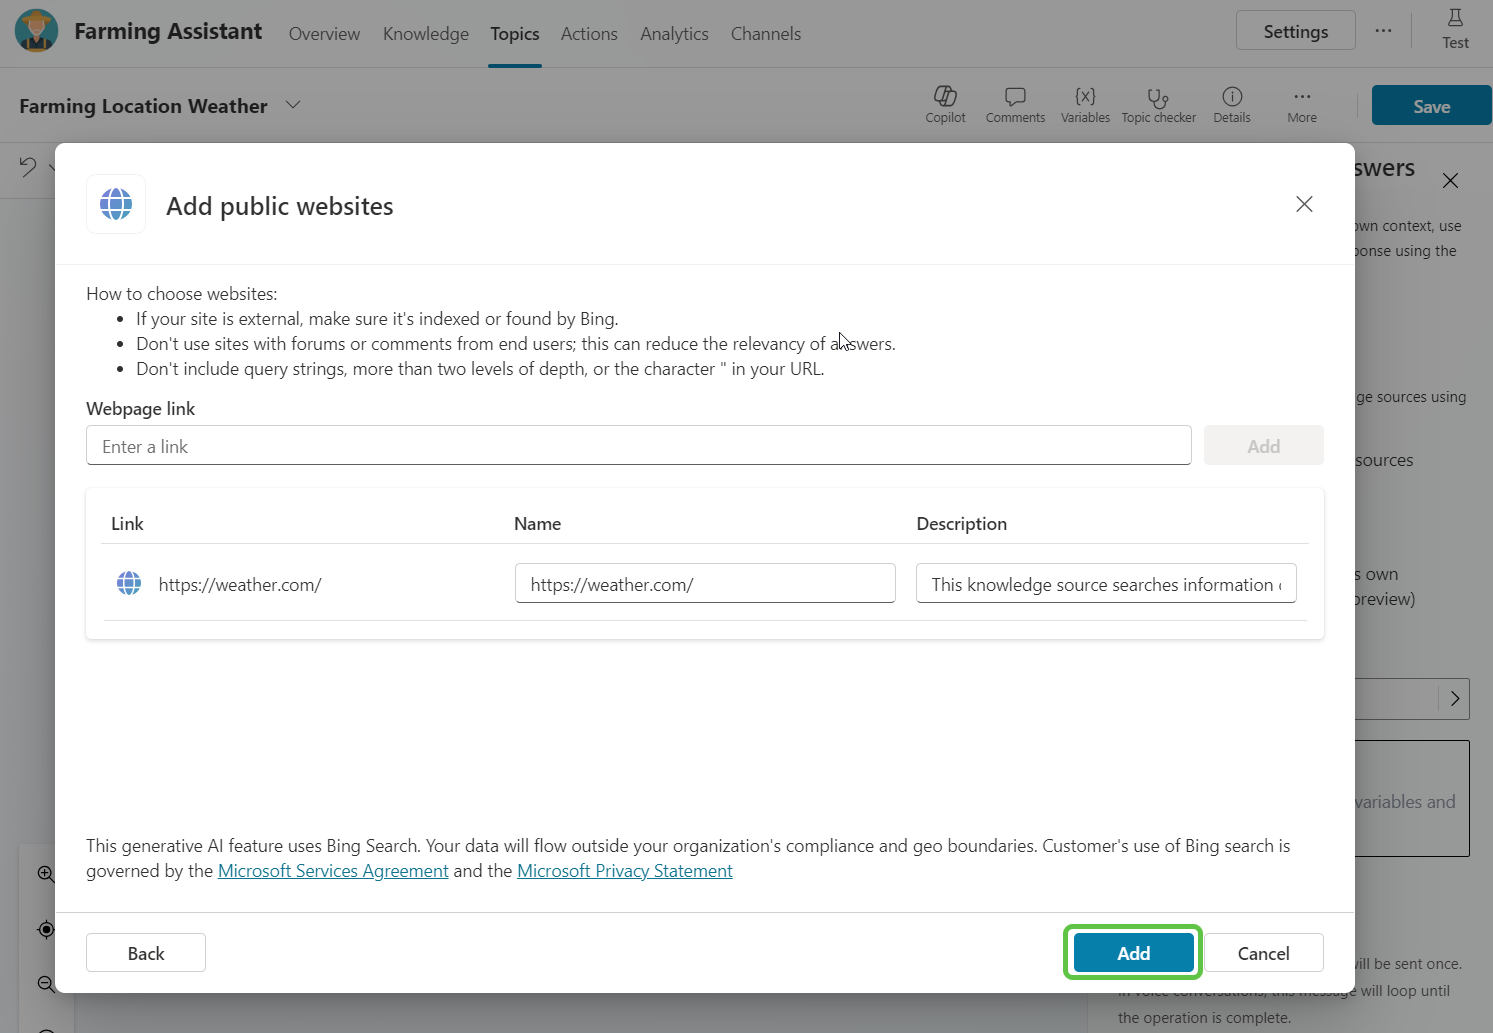 Farming Assistant
Overview
Knowledge
Topics
Actions
Analytics
Channels
Settings
Test
Farming Location Weather
Copilot
Comments
{x}
Variables
Topic checker
Details
More
Save
Add public websites
How to choose websites:
• If your site is external, make sure it's indexed or found by Bing.
• Don't use sites with forums or comments from end users; this can reduce the relevancy of answers.
• Don't include query strings, more than two levels of depth, or the character " in your URL.
Webpage link
Enter a link
Add
Link
Name
Description
https://weather.com/
https://weather.com/
This knowledge source searches information
This generative AI feature uses Bing Search. Your data will flow outside your organization's compliance and geo boundaries. Customer's use of Bing search is
governed by the Microsoft Services Agreement and the Microsoft Privacy Statement
Back
Add
Cancel
swers
own context, use
ponse using the
ge sources using
sources
s own
preview)
variables and
will be sent once.
In voice conversations, this message will loop until
the operation is complete.